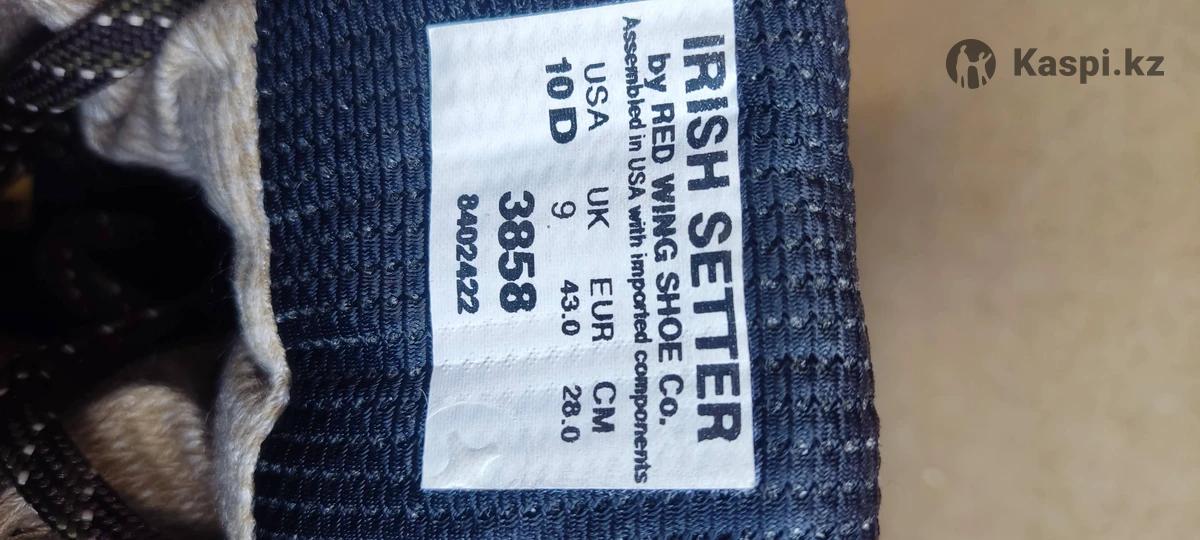 IRISH SETTER
by RED WING SHOE Co.
Assembled in USA with imported components
USA UK EUR CM
10 D 9 43.0 28.0
3858
8402422
Kaspi.kz